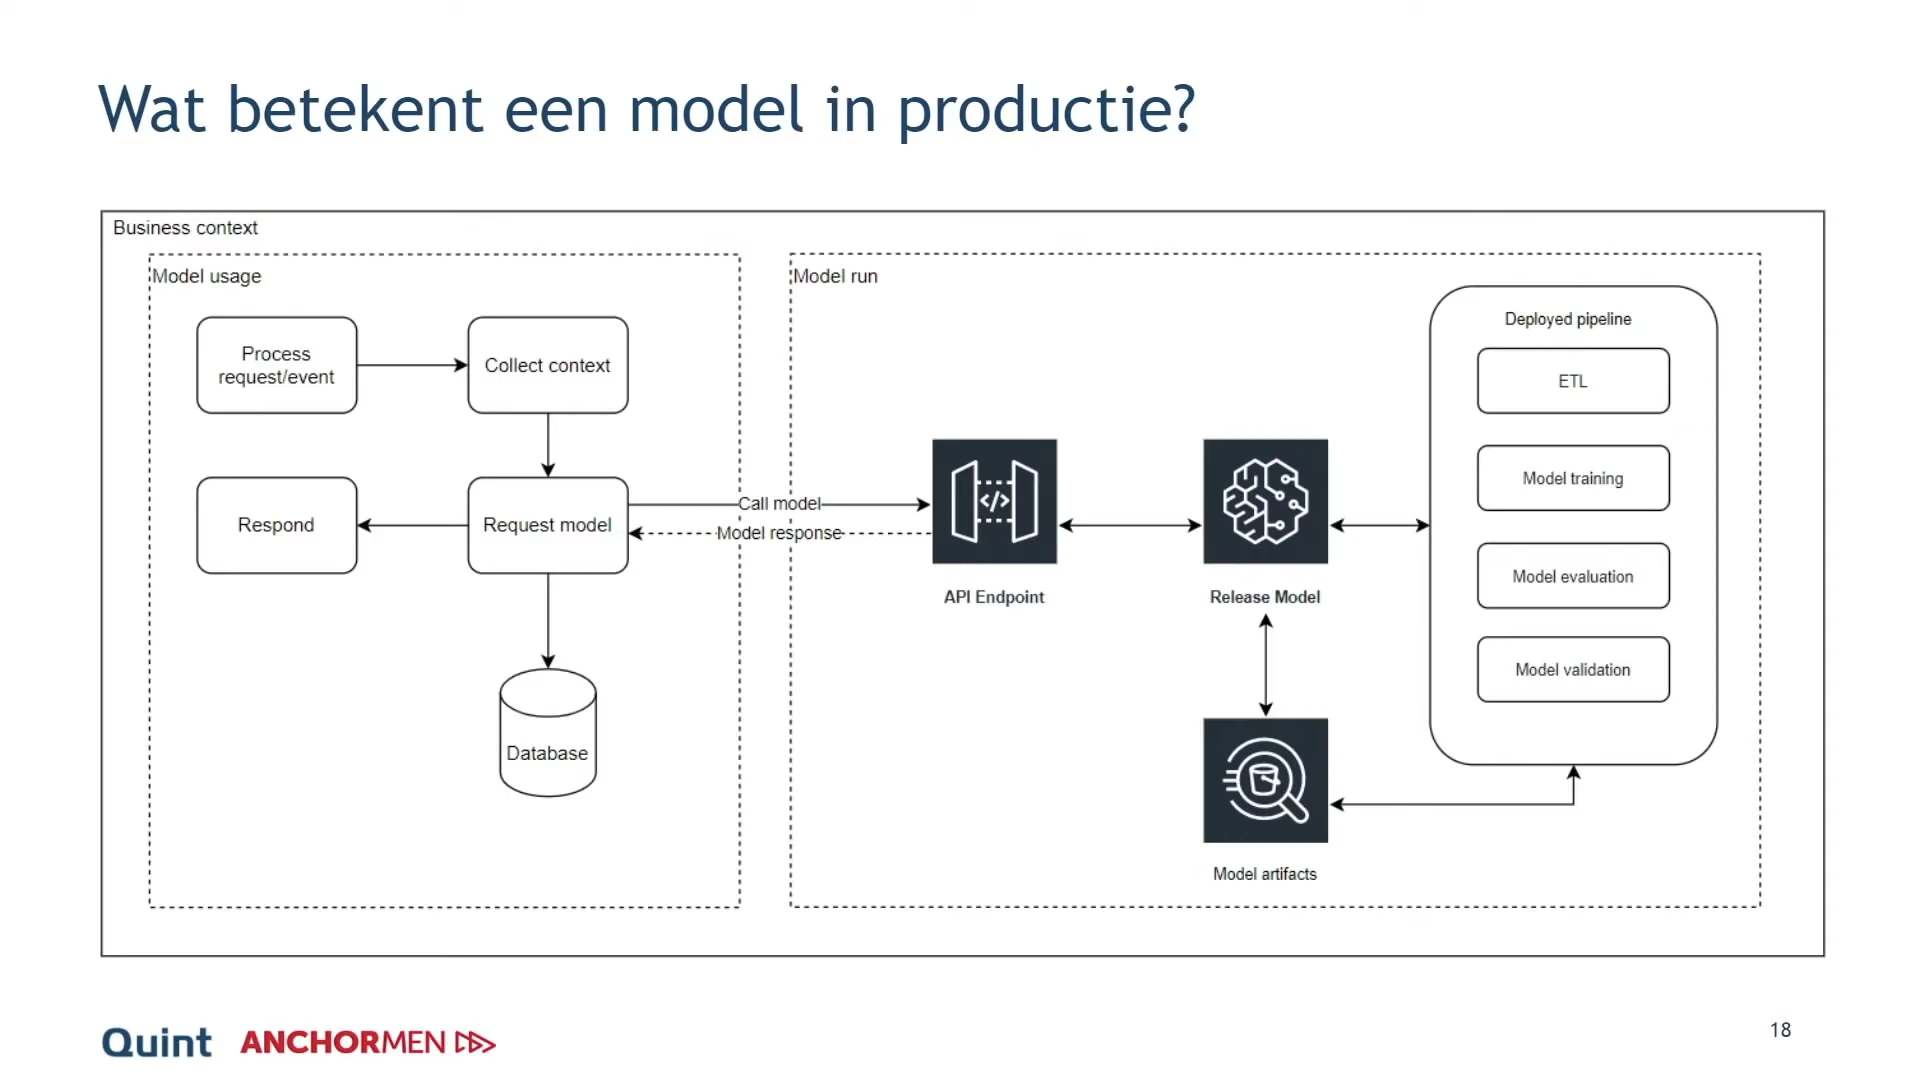 Wat betekent een model in productie?
Business context
Model usage
Process
request/event
Collect context
Respond
Request model
Database
Call model
Model response
Model run
API Endpoint
Release Model
Model artifacts
Deployed pipeline
ETL
Model training
Model evaluation
Model validation
Quint ANCHORMEN
18